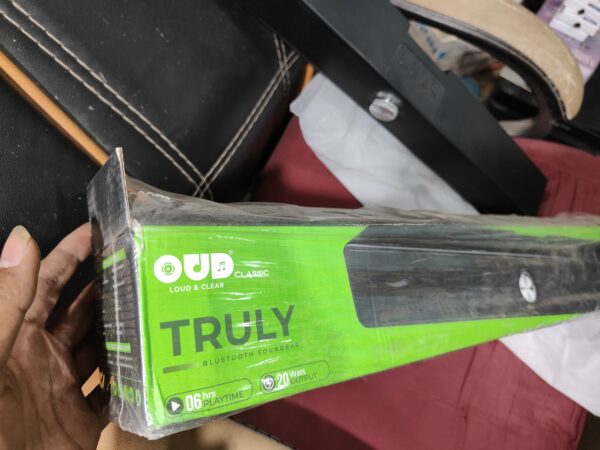 OUD CLASSIC
LOUD & CLEAR
TRULY
BLUETOOTH SOUNDBAR
06 hrs PLAYTIME
20 Watt OUTPUT